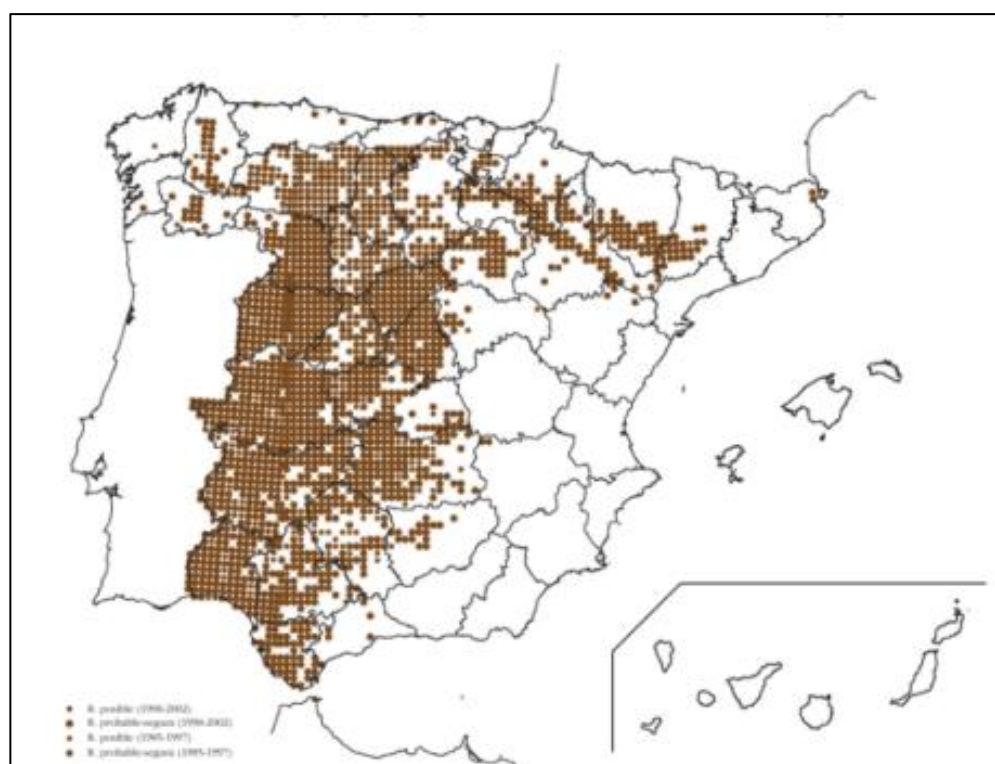 R. posible (1998-2002)
R. probable-segura (1998-2002)
R. posible (1985-1997)
R. probable-segura (1985-1997)